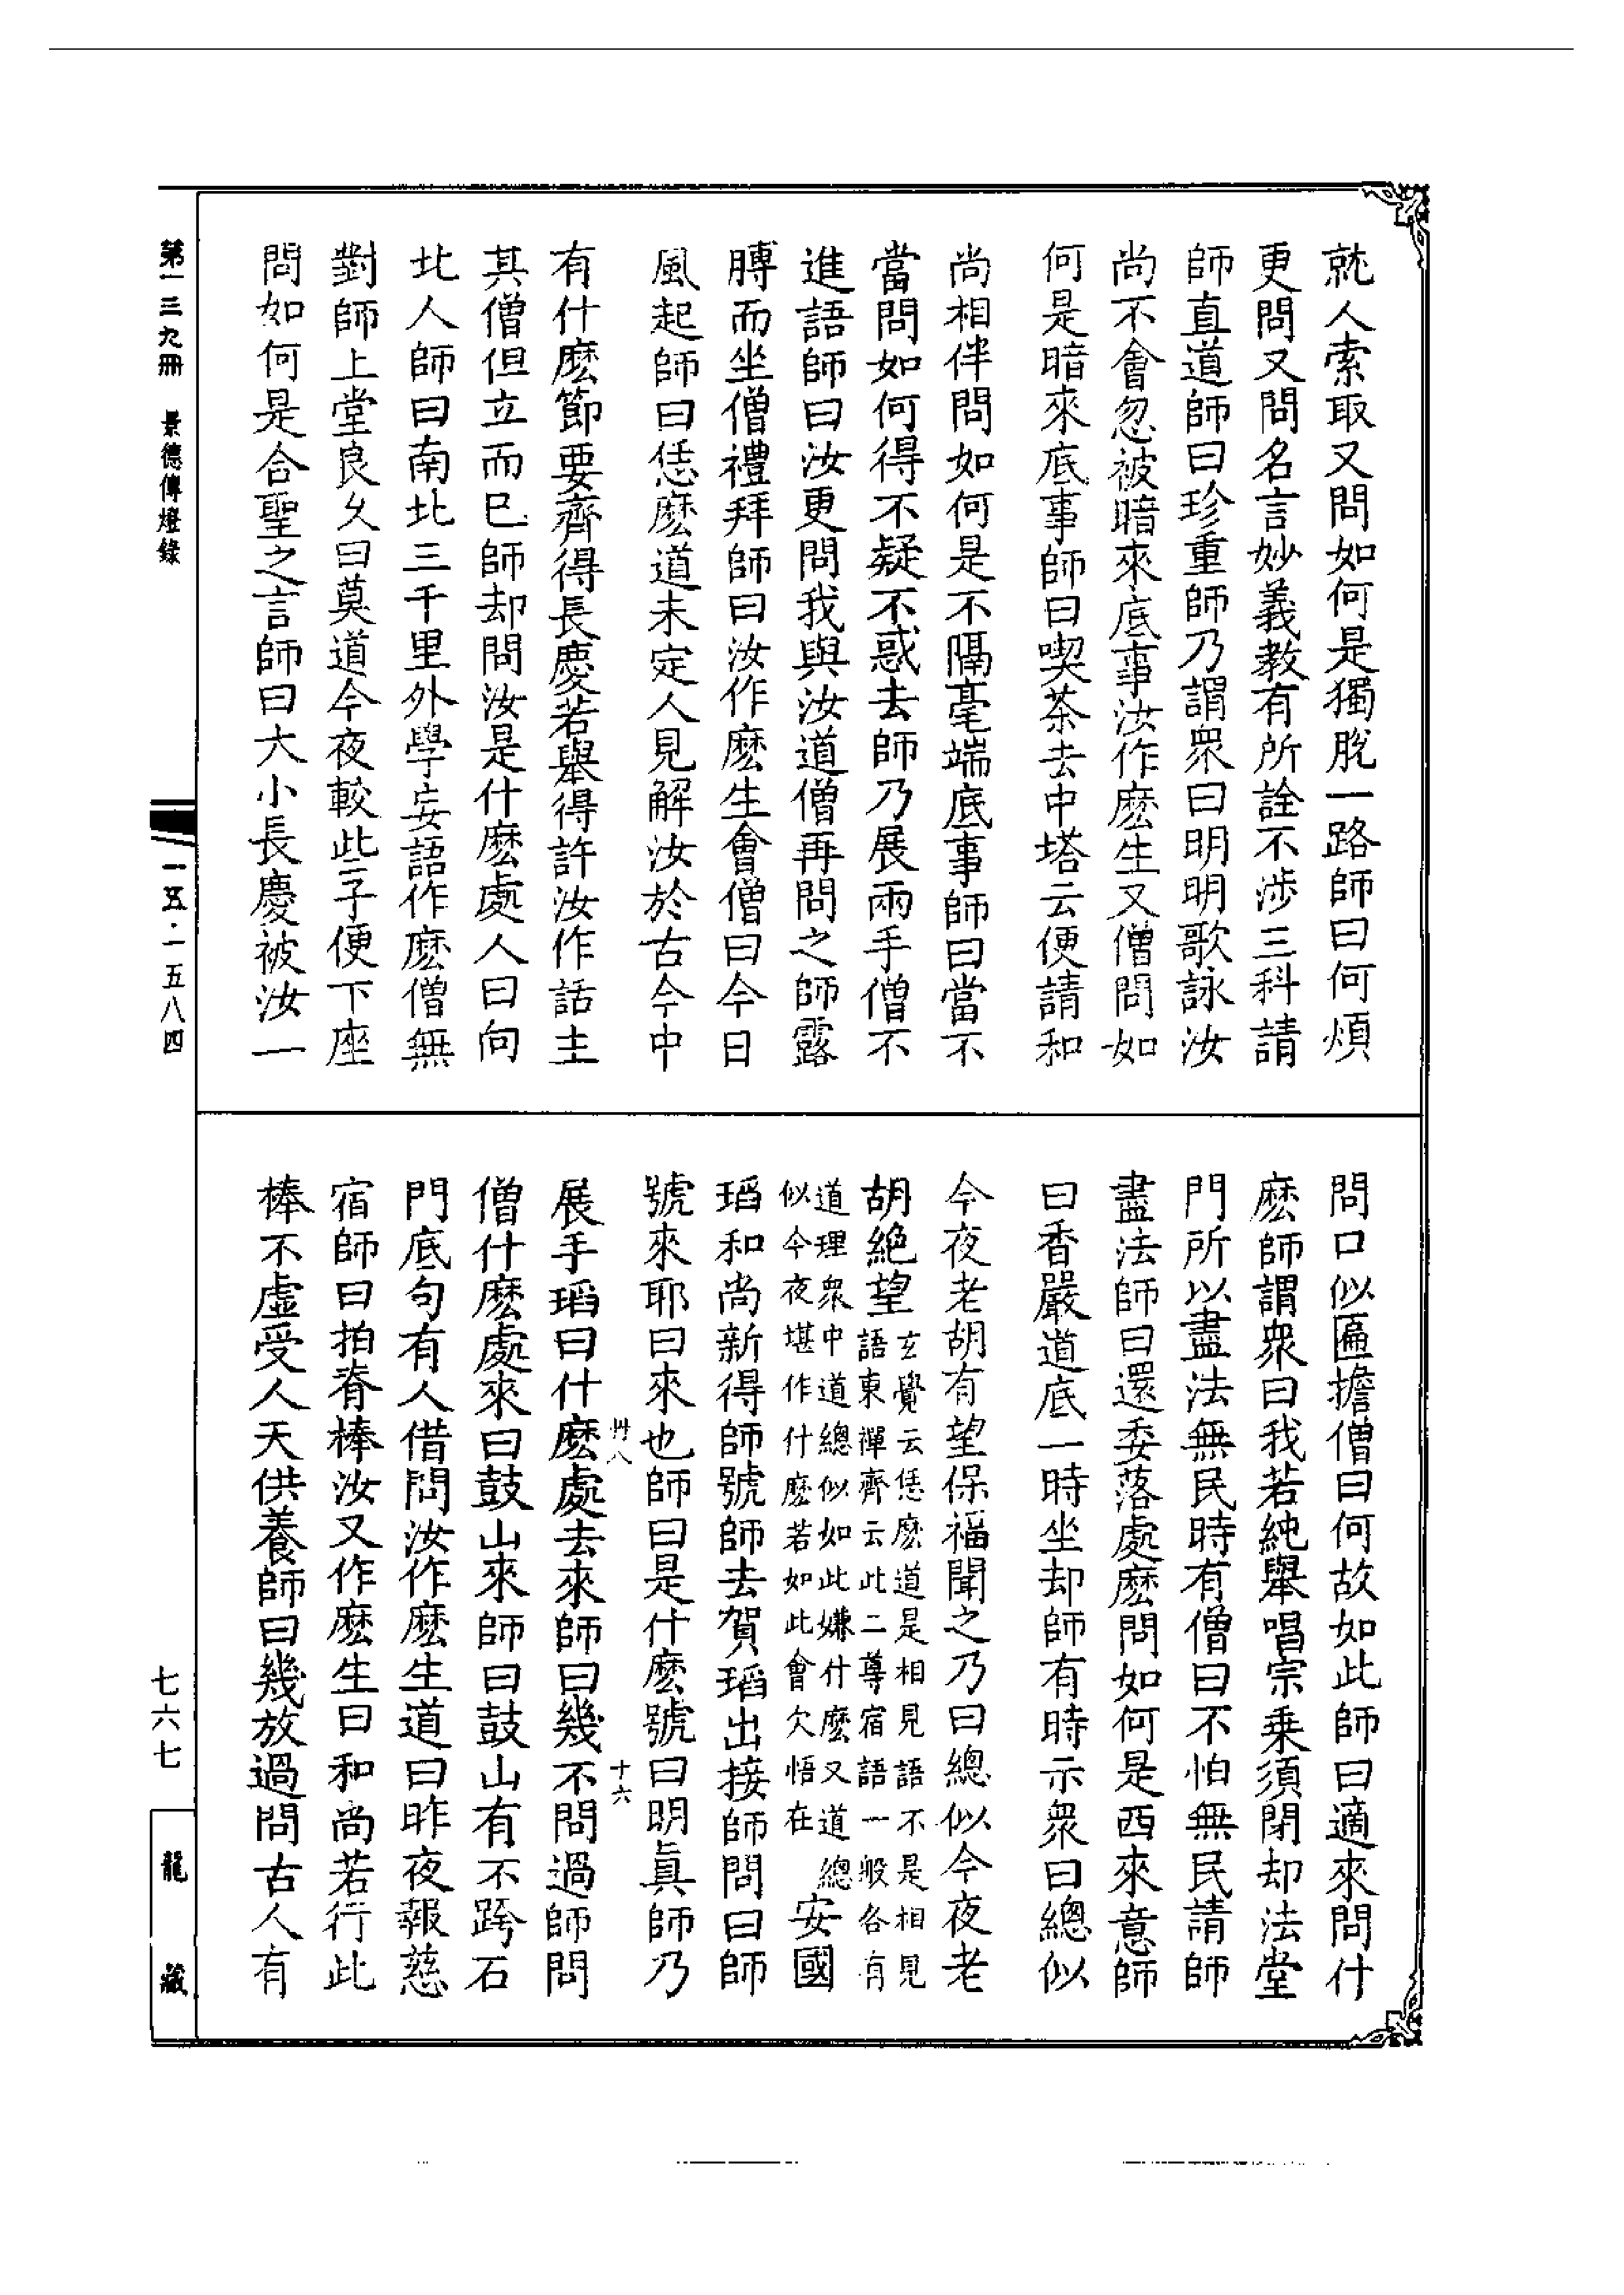 就人索取又問如何是獨脫一路師曰何煩
更問又問名言妙義教有所詮不涉三科請
師直道師曰珍重師乃謂眾曰明明歌詠汝
尚不會忽被暗來底事汝作麽生又僧問如
何是暗來底事師曰喫茶去中塔云便請和
尚相伴問如何是不隔毫端底事師曰當不
當問如何得不疑不惑去師乃展兩手僧不
進語師曰汝更問我與汝道僧再問之師露
膊而坐僧禮拜師曰汝作麽生會僧曰今日
風起師曰恁麽道未定人見解汝於古今中
有什麽節要齊得長慶若舉得許汝作話主
其僧但立而已師却問汝是什麽處人曰向
北人師曰南北三千里外學妄語作麽僧無
對師上堂良久曰莫道今夜較些子便下座
問如何是合聖之言師曰大小長慶被汝一
問口似匾擔僧曰何故如此師曰適來問什
麽師謂眾曰我若純舉唱宗乗須閉却法堂
門所以盡法無民時有僧曰不怕無民請師
盡法師曰還委落處麽問如何是西來意師
曰香嚴道底一時坐却師有時示眾曰總似
今夜老胡有望保福聞之乃曰總似今夜老
胡絶望玄覺云恁麽道是相見語不是相見
語東禪齊云此二尊宿語一般各有
道理眾中道總似如此嫌什麽又道總
似今夜堪作什麽若如此會欠悟在
安國
瑫和尚新得師號師去賀瑫出接師問曰師
號來耶曰來也師曰是什麽號曰明眞師乃
卅八
十六
展手瑫曰什麽處去來師曰幾不問過師問
僧什麽處來曰鼓山來師曰鼓山有不跨石
門底句有人借問汝作麽生道曰昨夜報慈
宿師曰拍脊棒汝又作麽生曰和尚若行此
棒不虛受人天供養師曰幾放過問古人有
第一三九冊 景德傳燈錄
一五·一五八四
七六七
龍藏